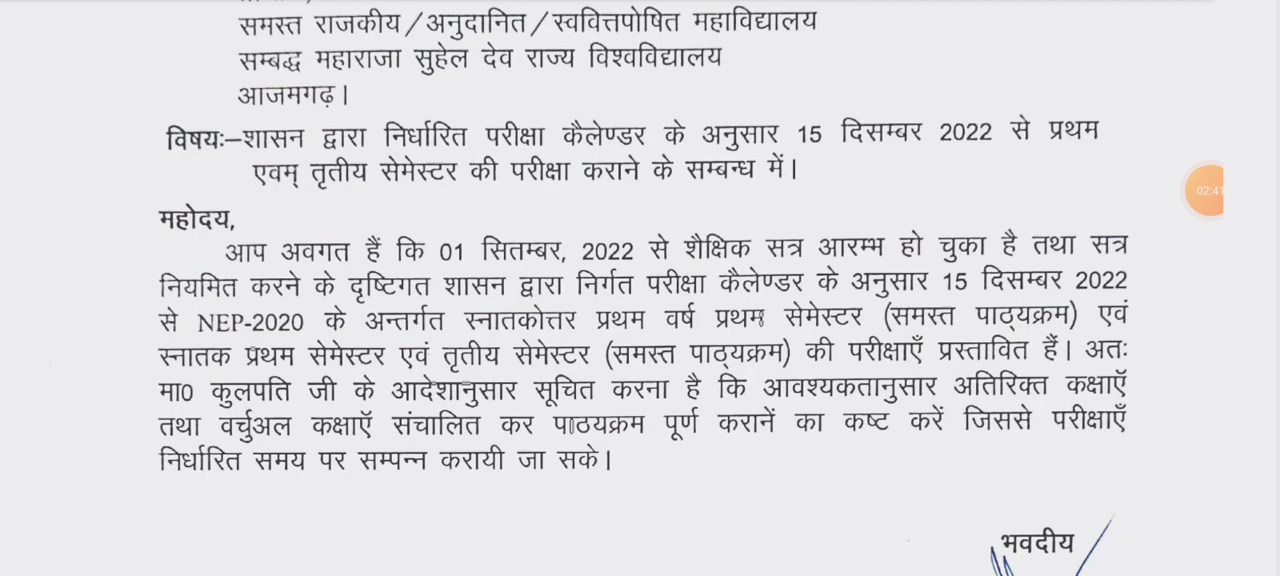 समस्त राजकीय/अनुदानित/स्ववित्तपोषित महाविद्यालय
सम्बद्ध महाराजा सुहेल देव राज्य विश्वविद्यालय
आजमगढ़।
विषयः–शासन द्वारा निर्धारित परीक्षा कैलेण्डर के अनुसार 15 दिसम्बर 2022 से प्रथम
एवम् तृतीय सेमेस्टर की परीक्षा कराने के सम्बन्ध में।
02:41
महोदय,
आप अवगत हैं कि 01 सितम्बर, 2022 से शैक्षिक सत्र आरम्भ हो चुका है तथा सत्र
नियमित करने के दृष्टिगत शासन द्वारा निर्गत परीक्षा कैलेण्डर के अनुसार 15 दिसम्बर 2022
से NEP-2020 के अन्तर्गत स्नातकोत्तर प्रथम वर्ष प्रथम सेमेस्टर (समस्त पाठ्यक्रम) एवं
स्नातक प्रथम सेमेस्टर एवं तृतीय सेमेस्टर (समस्त पाठ्यक्रम) की परीक्षाएँ प्रस्तावित हैं। अतः
मा0 कुलपति जी के आदेशानुसार सूचित करना है कि आवश्यकतानुसार अतिरिक्त कक्षाएँ
तथा वर्चुअल कक्षाएँ संचालित कर पाठयक्रम पूर्ण करानें का कष्ट करें जिससे परीक्षाएँ
निर्धारित समय पर सम्पन्न करायी जा सके।
भवदीय